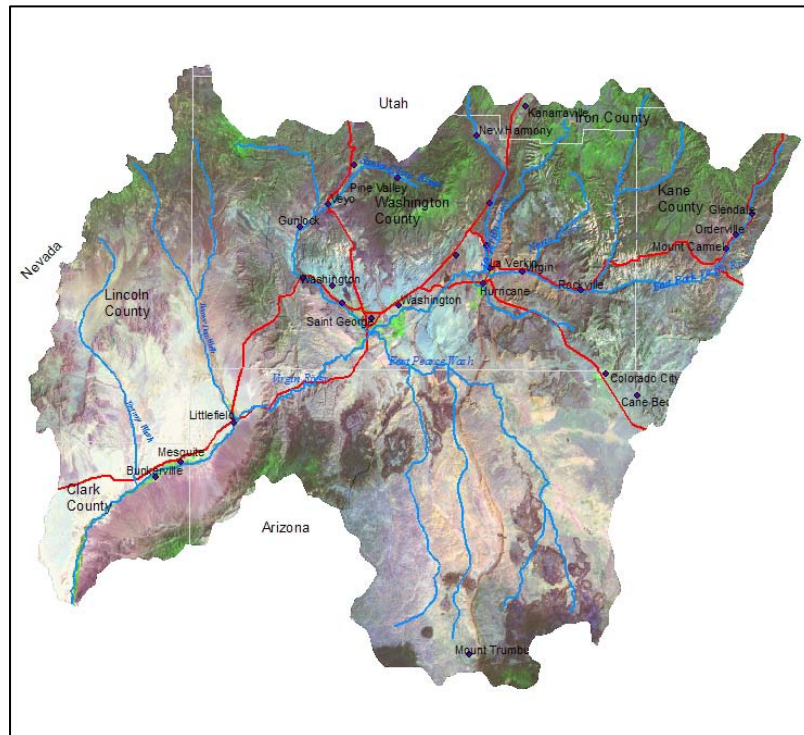 Utah
Kanarraville
Iron County
New Harmony
Pine Valley
Washington
County
Veyo
Kane
County
Glendale
Gunlock
Orderville
Mount Carmel
Nevada
La Verkin
Virgin
Washington
Rockville
Lincoln
County
Hurricane
Washington
Saint George
Fort Pearce Wash
Virgin River
Colorado City
Cane Bed
Littlefield
Mesquite
Bunkerville
Clark
County
Arizona
Mount Trumbe